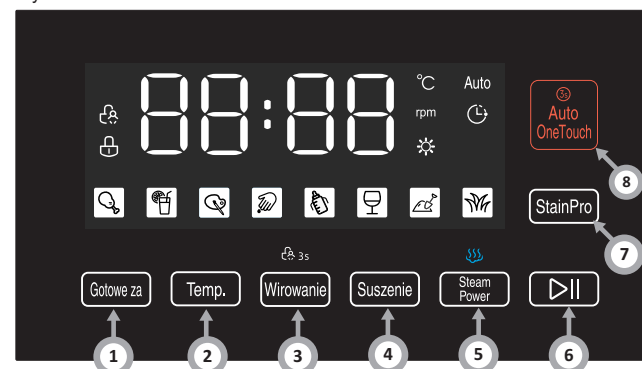 88:88
°C
Auto
rpm
3s
Auto
OneTouch
8
StainPro
7
3s
Gotowe za
Temp.
Wirowanie
Suszenie
Steam
Power
1
2
3
4
5
6